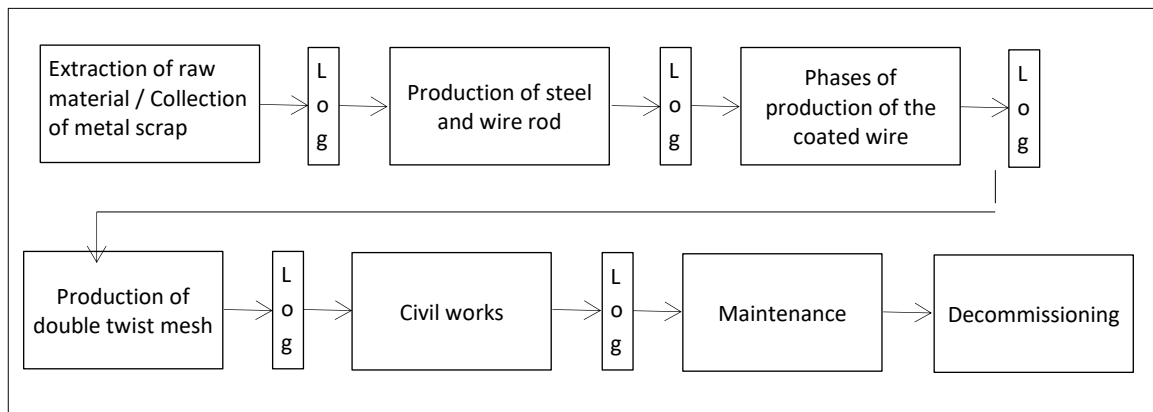 Extraction of raw
material / Collection
of metal scrap
L
o
g
Production of steel
and wire rod
L
o
g
Phases of
production of the
coated wire
L
o
g
Production of
double twist mesh
L
o
g
Civil works
L
o
g
Maintenance
Decommissioning